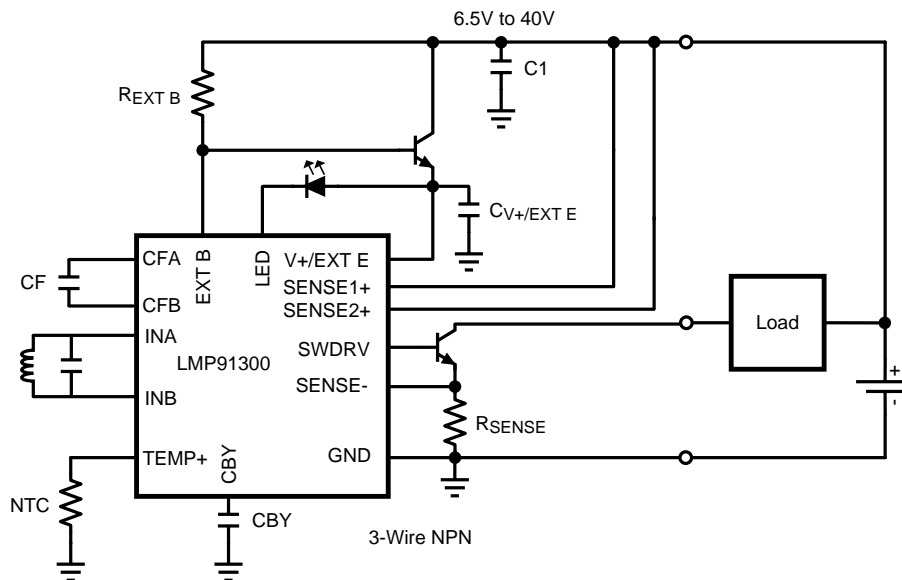 6.5V to 40V
C1
REXT B
CV+/EXT E
CFA
EXT B
LED
V+/EXT E
SENSE1+
CF
CFB
SENSE2+
Load
INA
SWDRV
LMP91300
SENSE-
+
-
INB
RSENSE
TEMP+
CBY
GND
NTC
CBY
3-Wire NPN